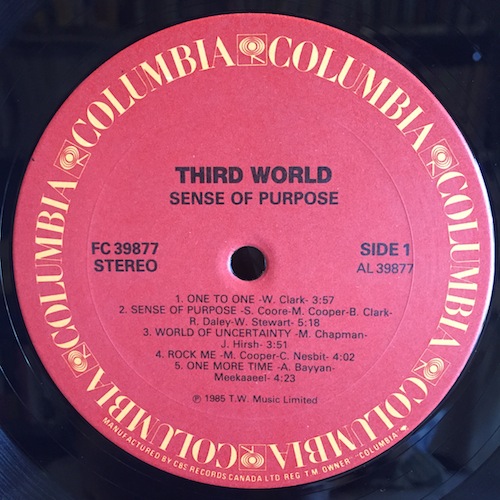 COLUMBIA COLUMBIA COLUMBIA COLUMBIA COLUMBIA COLUMBIA COLUMBIA COLUMBIA
THIRD WORLD
SENSE OF PURPOSE
FC 39877
STEREO
SIDE 1
AL 39877
1. ONE TO ONE -W. Clark- 3:57
2. SENSE OF PURPOSE -S. Coore-M. Cooper-B. Clark-
R. Daley-W. Stewart- 5:18
3. WORLD OF UNCERTAINTY -M. Chapman-
J. Hirsh- 3:51
4. ROCK ME -M. Cooper-C. Nesbit- 4:02
5. ONE MORE TIME -A. Bayyan-
Meekaaeel- 4:23
℗ 1985 T.W. Music Limited
MANUFACTURED BY CBS RECORDS CANADA LTD REG. T M OWNER - "COLUMBIA"